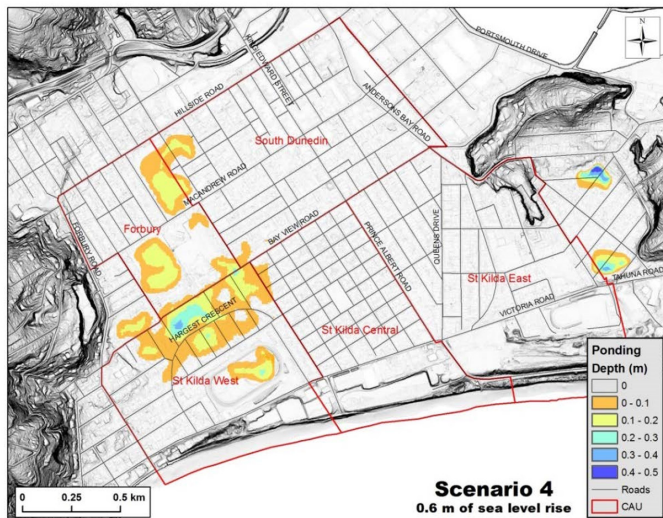 PORTSMOUTH DRIVE
N
KING EDWARD STREET
HILLSIDE ROAD
ANDERSONS BAY ROAD
South Dunedin
MACANDREW ROAD
Forbury
FORBURY ROAD
BAY VIEW ROAD
PRINCE ALBERT ROAD
QUEENS DRIVE
St Kilda East
TAHUNA ROAD
VICTORIA ROAD
HARGEST CRESCENT
St Kilda Central
St Kilda West
Ponding
Depth (m)
0
0 - 0.1
0.1 - 0.2
0.2 - 0.3
0.3 - 0.4
0.4 - 0.5
Roads
CAU
Scenario 4
0.6 m of sea level rise
0 0.25 0.5 km